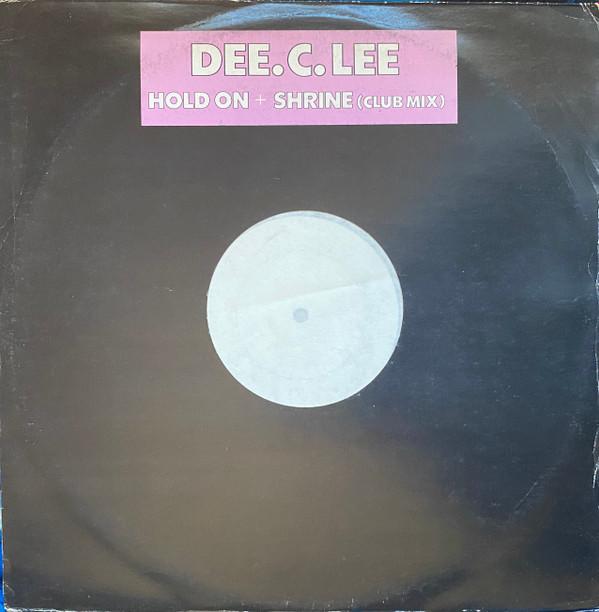 DEE.C.LEE
HOLD ON + SHRINE (CLUB MIX)